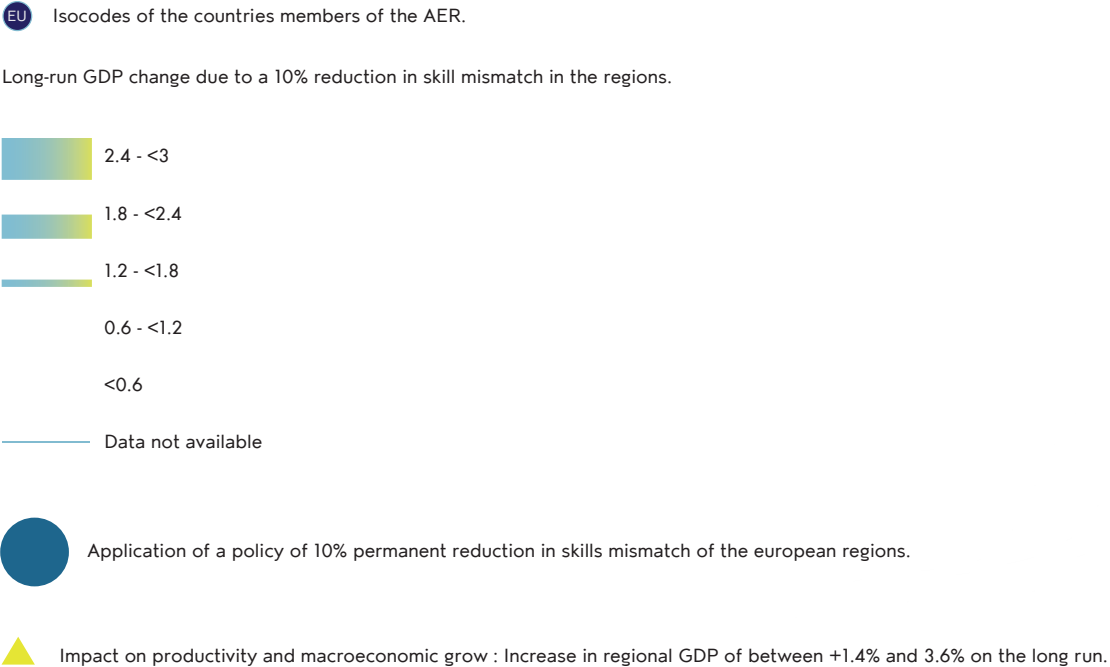 EU Isocodes of the countries members of the AER.
Long-run GDP change due to a 10% reduction in skill mismatch in the regions.
2.4 - <3
1.8 - <2.4
1.2 - <1.8
0.6 - <1.2
<0.6
Data not available
Application of a policy of 10% permanent reduction in skills mismatch of the european regions.
Impact on productivity and macroeconomic grow : Increase in regional GDP of between +1.4% and 3.6% on the long run.